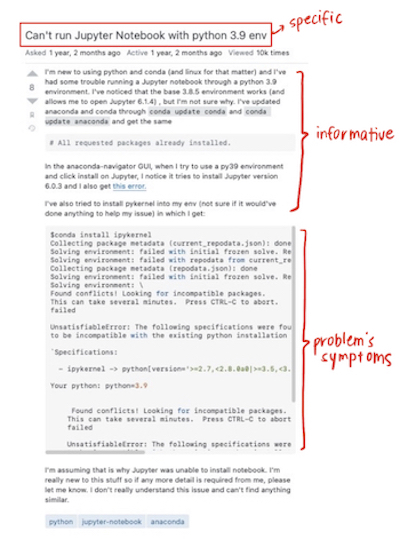 Can't run Jupyter Notebook with python 3.9 env
specific
Asked 1 year, 2 months ago Active 1 year, 2 months ago Viewed 10k times
I'm new to using python and conda (and linux for that matter) and I've
had some trouble running a Jupyter Notebook through a python 3.9
environment. I've noticed that the base 3.8.5 environment works (and
8
allows me to open Jupyter 6.1.4) , but I'm not sure why. I've updated
anaconda and conda through conda update conda and conda
update anaconda and get the same
informative
# All requested packages already installed.
In the anaconda-navigator GUI, when I try to use a py39 environment
and click install on Jupyter, I notice it tries to install Jupyter version
6.0.3 and I also get this error.
I've also tried to install pykernel into my env (not sure if it would've
done anything to help my issue) in which I get:
$conda install ipykernel
Collecting package metadata (current_repodata.json): done
Solving environment: failed with initial frozen solve. Re
Solving environment: failed with repodata from current_re
Collecting package metadata (repodata.json): done
Solving environment: failed with initial frozen solve. Re
Solving environment: \
Found conflicts! Looking for incompatible packages.
This can take several minutes. Press CTRL-C to abort.
failed
UnsatisfiableError: The following specifications were fou
to be incompatible with the existing python installation
problem's
symptoms
`Specifications:
- ipykernel -> python[version='>=2.7,<2.8.0a0|>=3.5,<3.
Your python: python=3.9
Found conflicts! Looking for incompatible packages.
This can take several minutes. Press CTRL-C to abort
failed
UnsatisfiableError: The following specifications were
I'm assuming that is why Jupyter was unable to install notebook. I'm
really new to this stuff so if any more detail is required from me, please
let me know. I don't really understand this issue and can't find anything
similar.
python jupyter-notebook anaconda